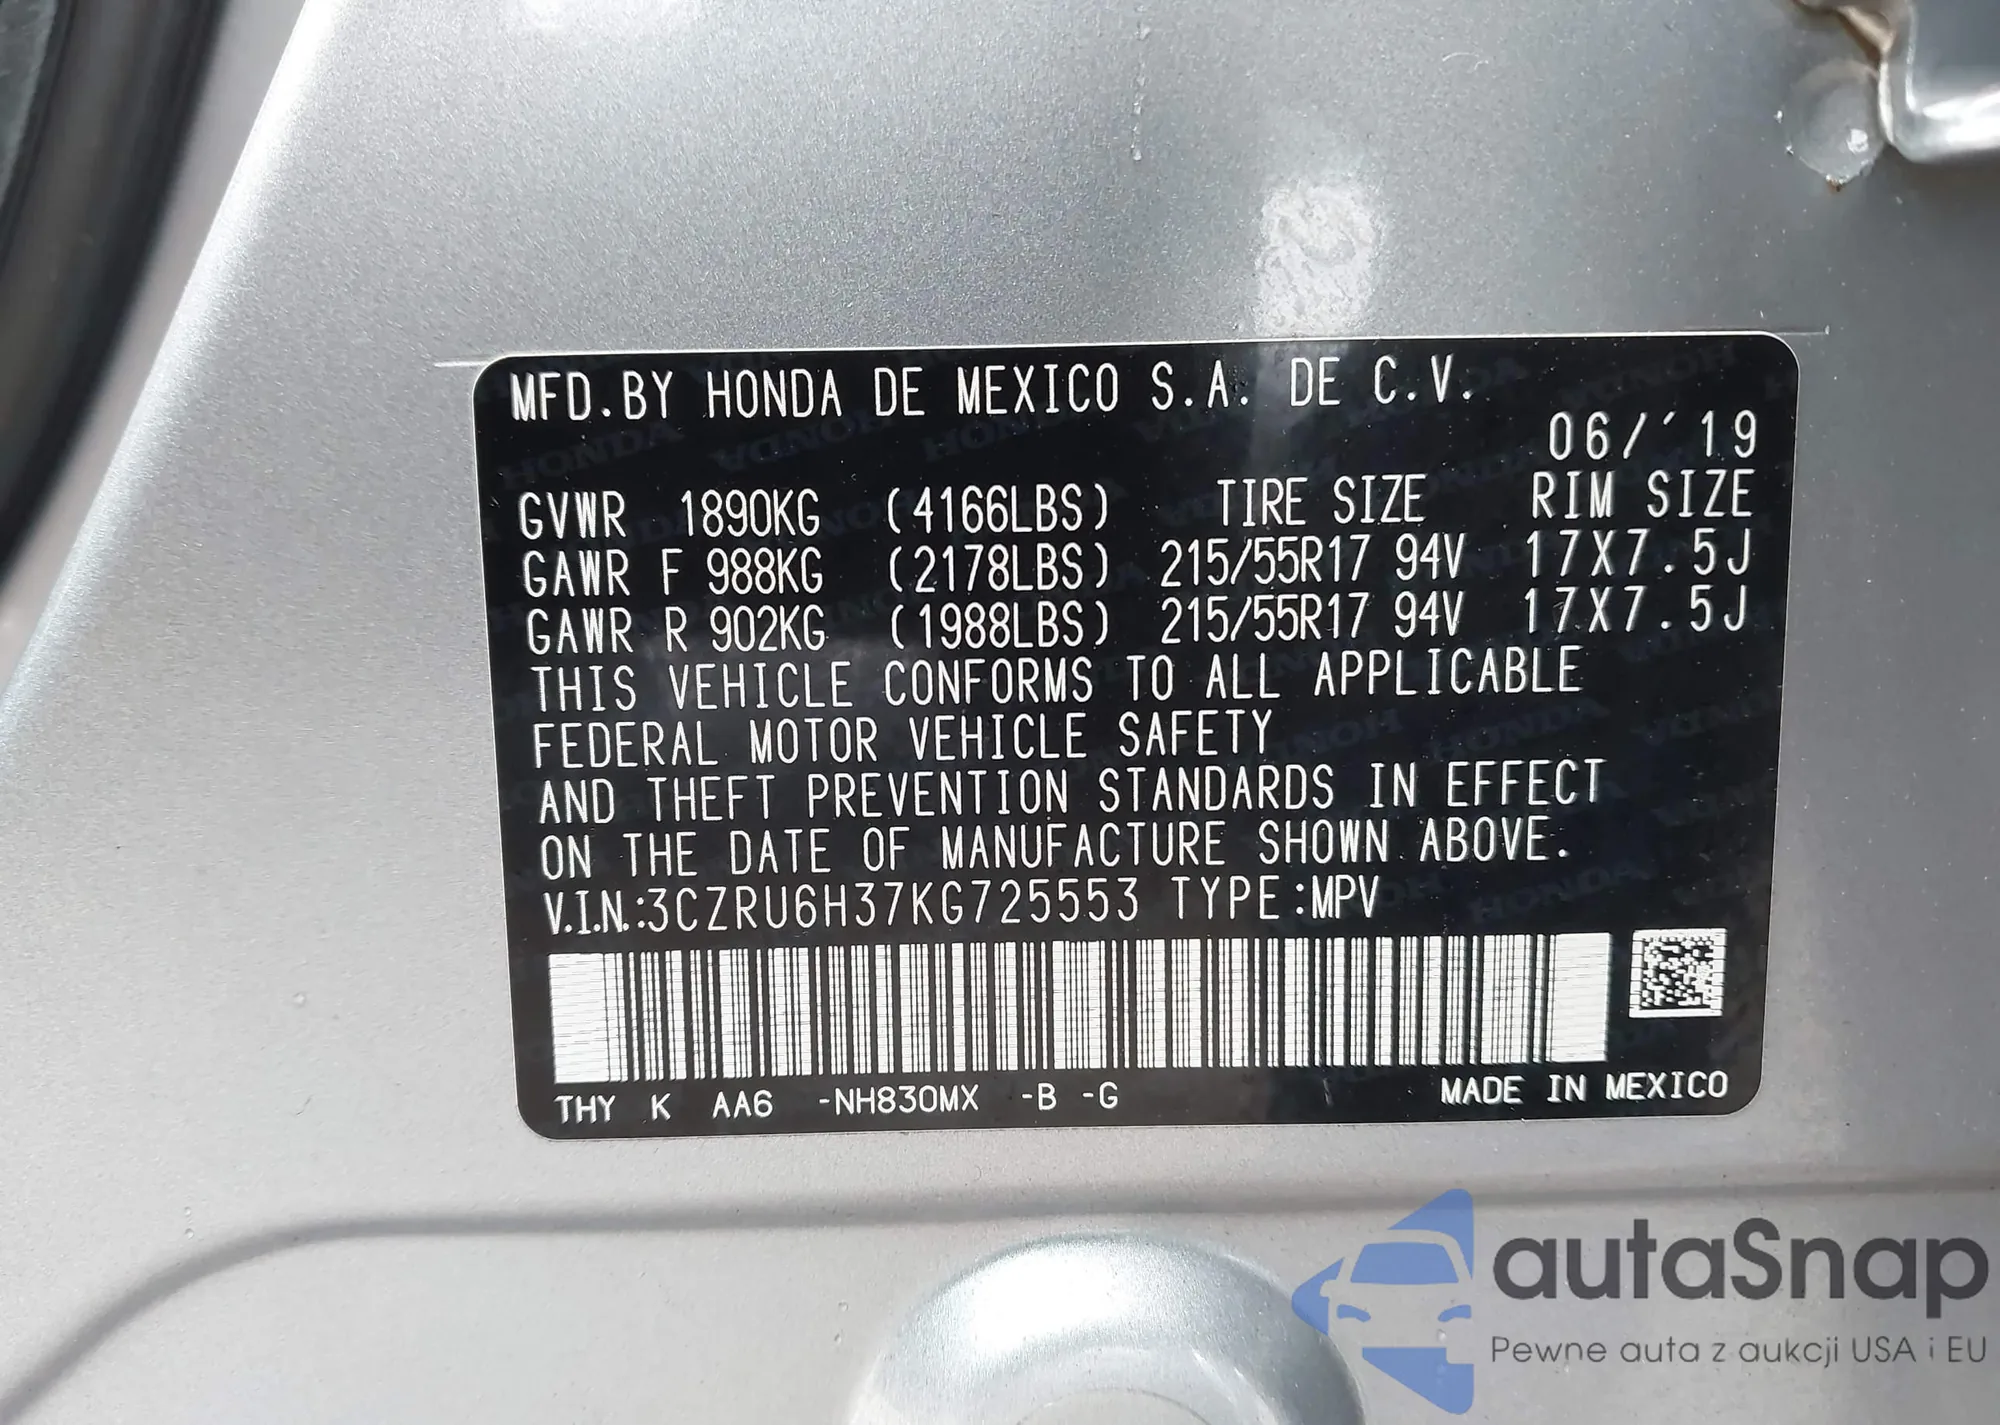 MFD.BY HONDA DE MEXICO S.A. DE C.V.
06/'19
GVWR 1890KG (4166LBS) TIRE SIZE RIM SIZE
GAWR F 988KG (2178LBS) 215/55R17 94V 17X7.5J
GAWR R 902KG (1988LBS) 215/55R17 94V 17X7.5J
THIS VEHICLE CONFORMS TO ALL APPLICABLE
FEDERAL MOTOR VEHICLE SAFETY
AND THEFT PREVENTION STANDARDS IN EFFECT
ON THE DATE OF MANUFACTURE SHOWN ABOVE.
V.I.N.:3CZRU6H37KG725553 TYPE:MPV
THY K AA6 -NH830MX -B -G MADE IN MEXICO
autaSnap
Pewne auta z aukcji USA i EU